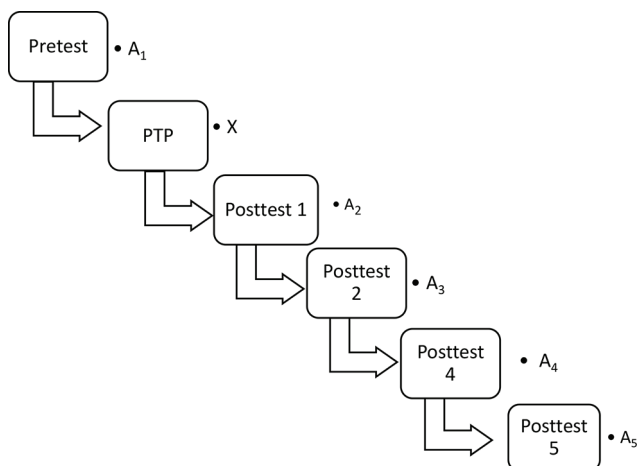 Pretest
• A₁
PTP
• X
Posttest 1
• A₂
Posttest
2
• A₃
Posttest
4
• A₄
Posttest
5
• A₅